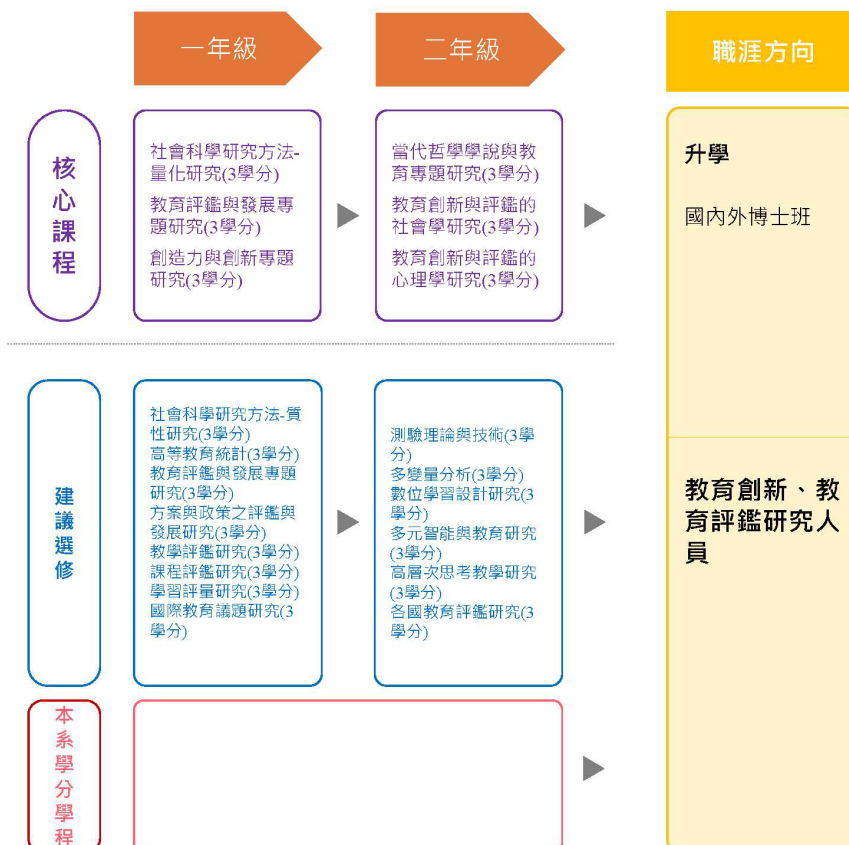 一年級
二年級
職涯方向
核心課程
社會科學研究方法-
量化研究(3學分)
教育評鑑與發展專
題研究(3學分)
創造力與創新專題
研究(3學分)
當代哲學學說與教
育專題研究(3學分)
教育創新與評鑑的
社會學研究(3學分)
教育創新與評鑑的
心理學研究(3學分)
升學
國內外博士班
建議選修
社會科學研究方法-質
性研究(3學分)
高等教育統計(3學分)
教育評鑑與發展專題
研究(3學分)
方案與政策之評鑑與
發展研究(3學分)
教學評鑑研究(3學分)
課程評鑑研究(3學分)
學習評量研究(3學分)
國際教育議題研究(3
學分)
測驗理論與技術(3學
分)
多變量分析(3學分)
數位學習設計研究(3
學分)
多元智能與教育研究
(3學分)
高層次思考教學研究
(3學分)
各國教育評鑑研究(3
學分)
教育創新、教
育評鑑研究人
員
本系學分學程